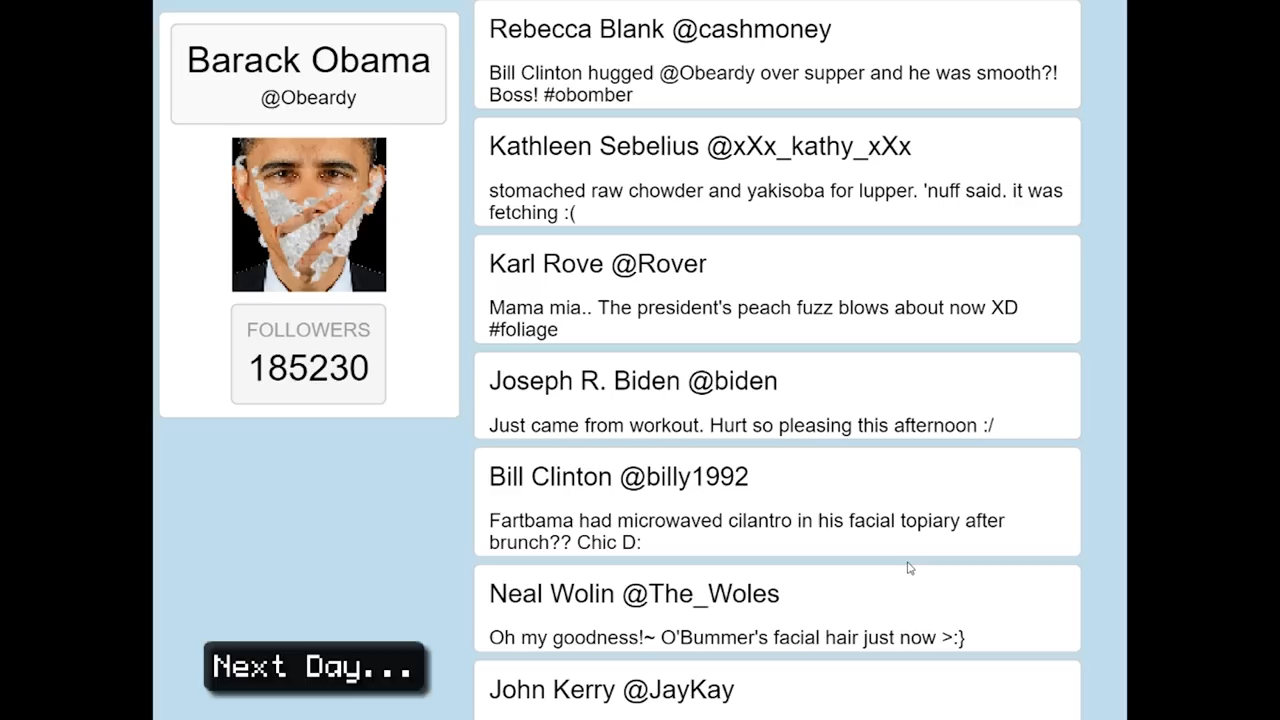 Barack Obama
@Obeardy
FOLLOWERS
185230
Next Day...
Rebecca Blank @cashmoney
Bill Clinton hugged @Obeardy over supper and he was smooth?!
Boss! #obomber
Kathleen Sebelius @xXx_kathy_xXx
stomached raw chowder and yakisoba for lupper. 'nuff said. it was
fetching :(
Karl Rove @Rover
Mama mia.. The president's peach fuzz blows about now XD
#foliage
Joseph R. Biden @biden
Just came from workout. Hurt so pleasing this afternoon :/
Bill Clinton @billy1992
Fartbama had microwaved cilantro in his facial topiary after
brunch?? Chic D:
Neal Wolin @The_Woles
Oh my goodness!~ O'Bummer's facial hair just now >:}
John Kerry @JayKay